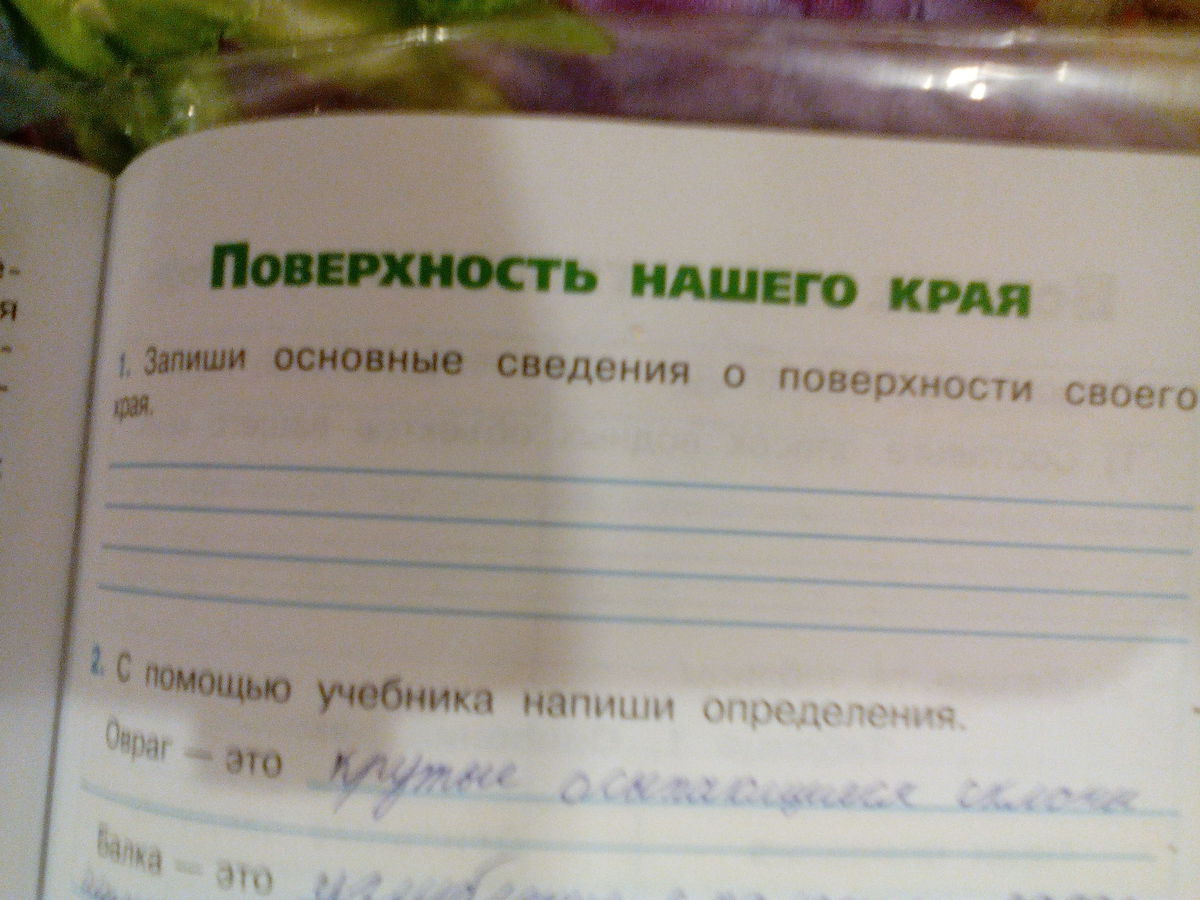 Поверхность нашего края
1. Запиши основные сведения о поверхности своего
края.
2. С помощью учебника напиши определения.
Овраг — это крутые осыпающиеся склоны
Балка — это